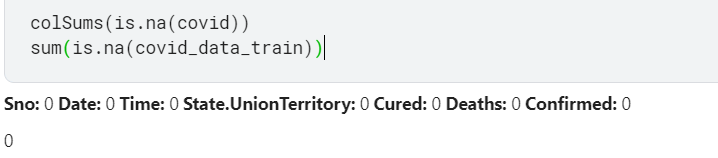 colSums(is.na(covid))
sum(is.na(covid_data_train))
Sno: 0 Date: 0 Time: 0 State.UnionTerritory: 0 Cured: 0 Deaths: 0 Confirmed: 0
0